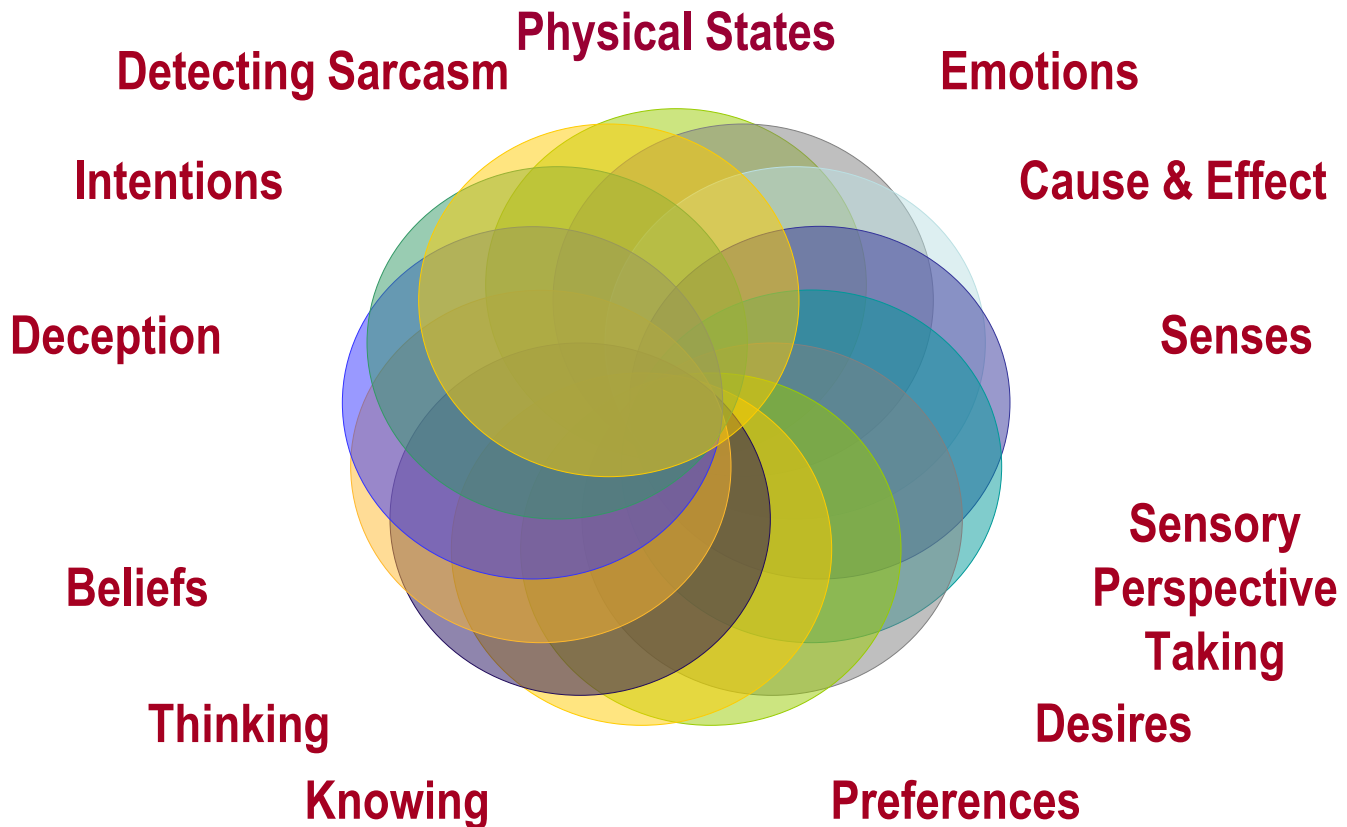 Physical States
Detecting Sarcasm
Emotions
Intentions
Cause & Effect
Deception
Senses
Sensory
Perspective
Taking
Beliefs
Thinking
Desires
Knowing
Preferences